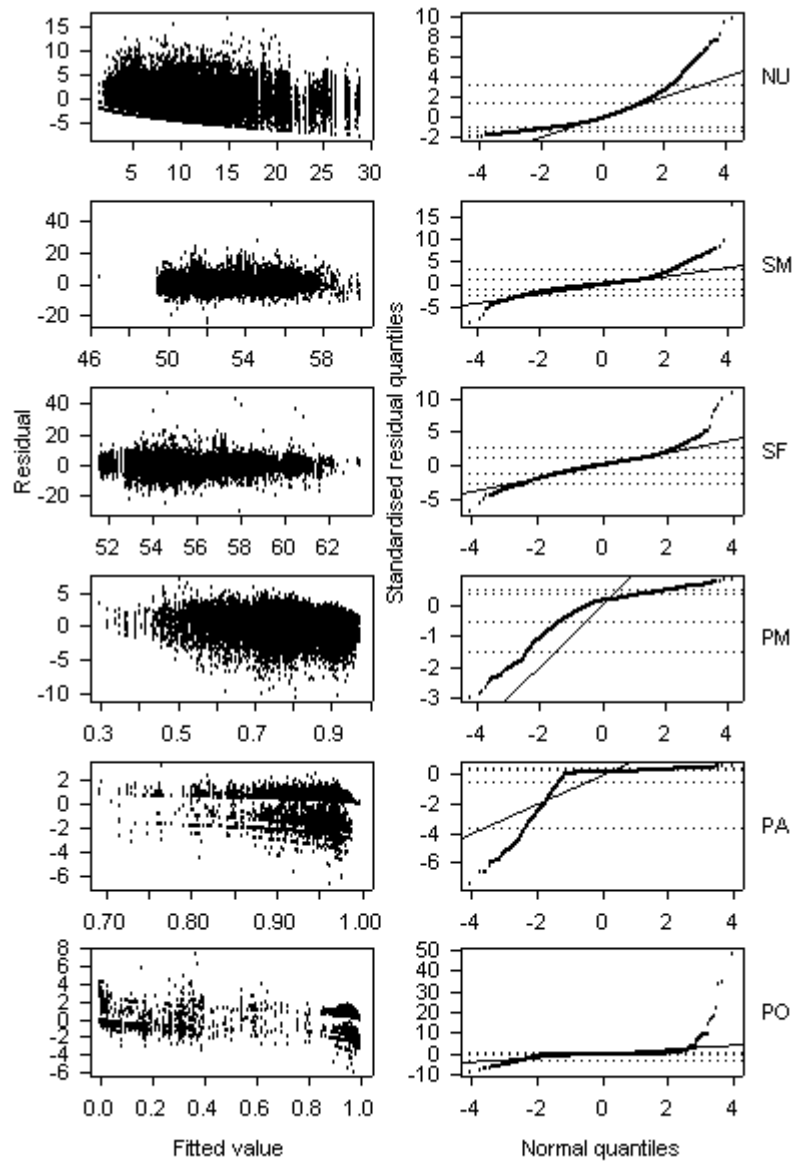 15
10
5
0
-5
5 10 15 20 25 30
10
8
6
4
2
0
-2
-4 -2 0 2 4
NU
40
20
0
-20
46 50 54 58
15
10
5
0
-5
-4 -2 0 2 4
SM
40
20
0
-20
52 54 56 58 60 62
10
5
0
-5
-4 -2 0 2 4
SF
5
0
-5
-10
0.3 0.5 0.7 0.9
0
-1
-2
-3
-4 -2 0 2 4
PM
2
0
-2
-4
-6
0.70 0.80 0.90 1.00
0
-2
-4
-6
-4 -2 0 2 4
PA
8
6
4
2
0
-2
-4
-6
0.0 0.2 0.4 0.6 0.8 1.0
50
40
30
20
10
0
-10
-4 -2 0 2 4
PO
Residual
Standardised residual quantiles
Fitted value
Normal quantiles